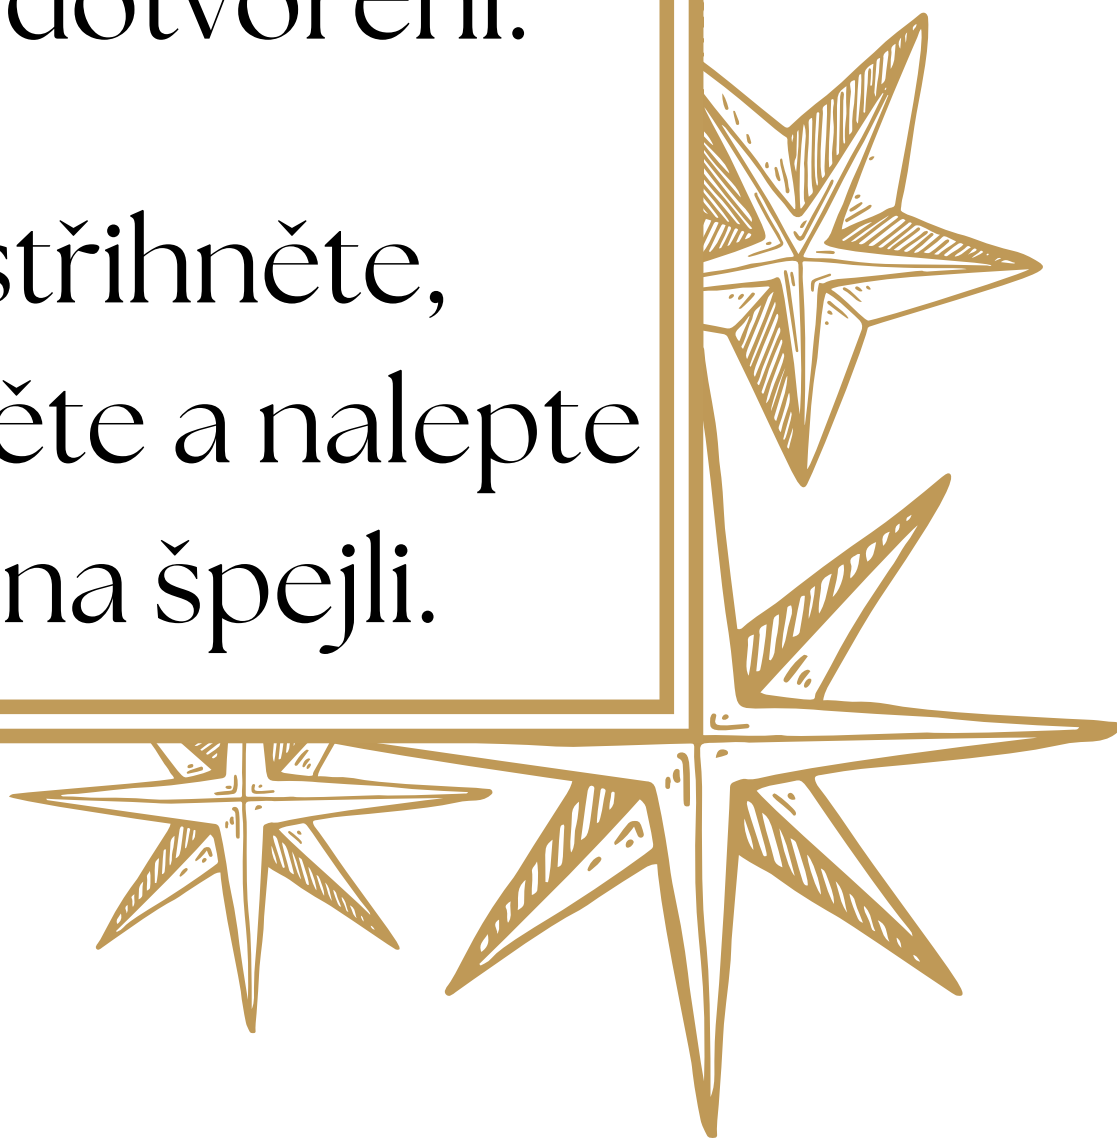 dotvoření.
střihněte,
ěte a nalepte
na špejli.